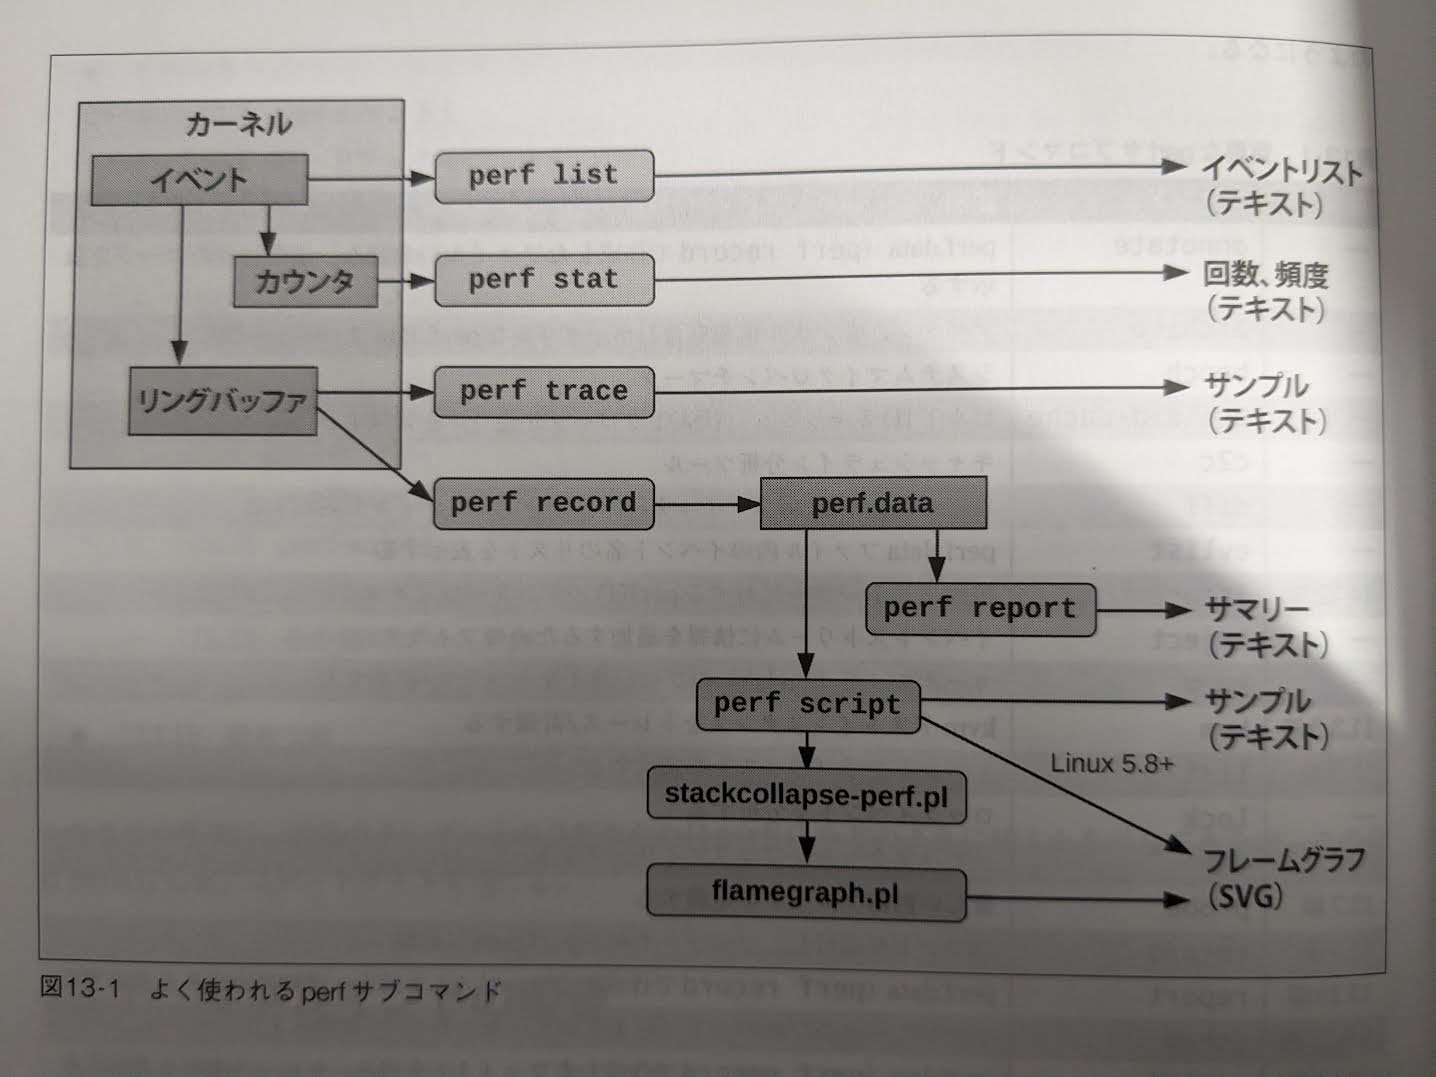 カーネル
イベント
perf list
イベントリスト
(テキスト)
カウンタ
perf stat
回数、頻度
(テキスト)
リングバッファ
perf trace
サンプル
(テキスト)
perf record
perf.data
perf report
サマリー
(テキスト)
perf script
サンプル
(テキスト)
Linux 5.8+
stackcollapse-perf.pl
フレームグラフ
(SVG)
flamegraph.pl
図13-1 よく使われるperfサブコマンド